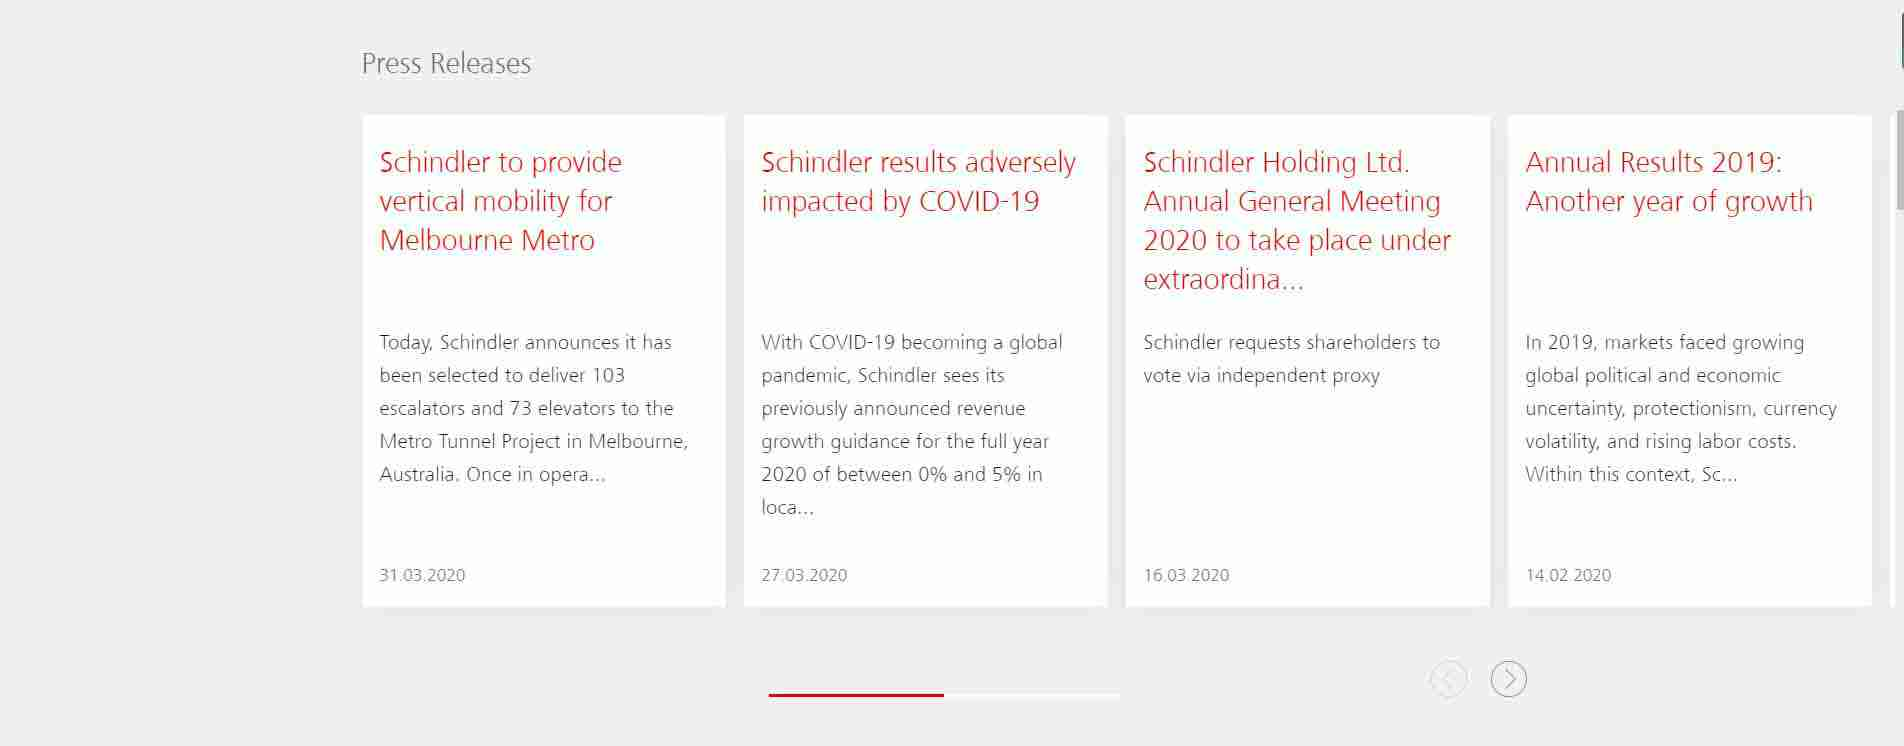 Press Releases
Schindler to provide
vertical mobility for
Melbourne Metro
Today, Schindler announces it has
been selected to deliver 103
escalators and 73 elevators to the
Metro Tunnel Project in Melbourne,
Australia. Once in opera...
31.03.2020
Schindler results adversely
impacted by COVID-19
With COVID-19 becoming a global
pandemic, Schindler sees its
previously announced revenue
growth guidance for the full year
2020 of between 0% and 5% in
loca...
27.03.2020
Schindler Holding Ltd.
Annual General Meeting
2020 to take place under
extraordina...
Schindler requests shareholders to
vote via independent proxy
16.03.2020
Annual Results 2019:
Another year of growth
In 2019, markets faced growing
global political and economic
uncertainty, protectionism, currency
volatility, and rising labor costs.
Within this context, Sc...
14.02.2020